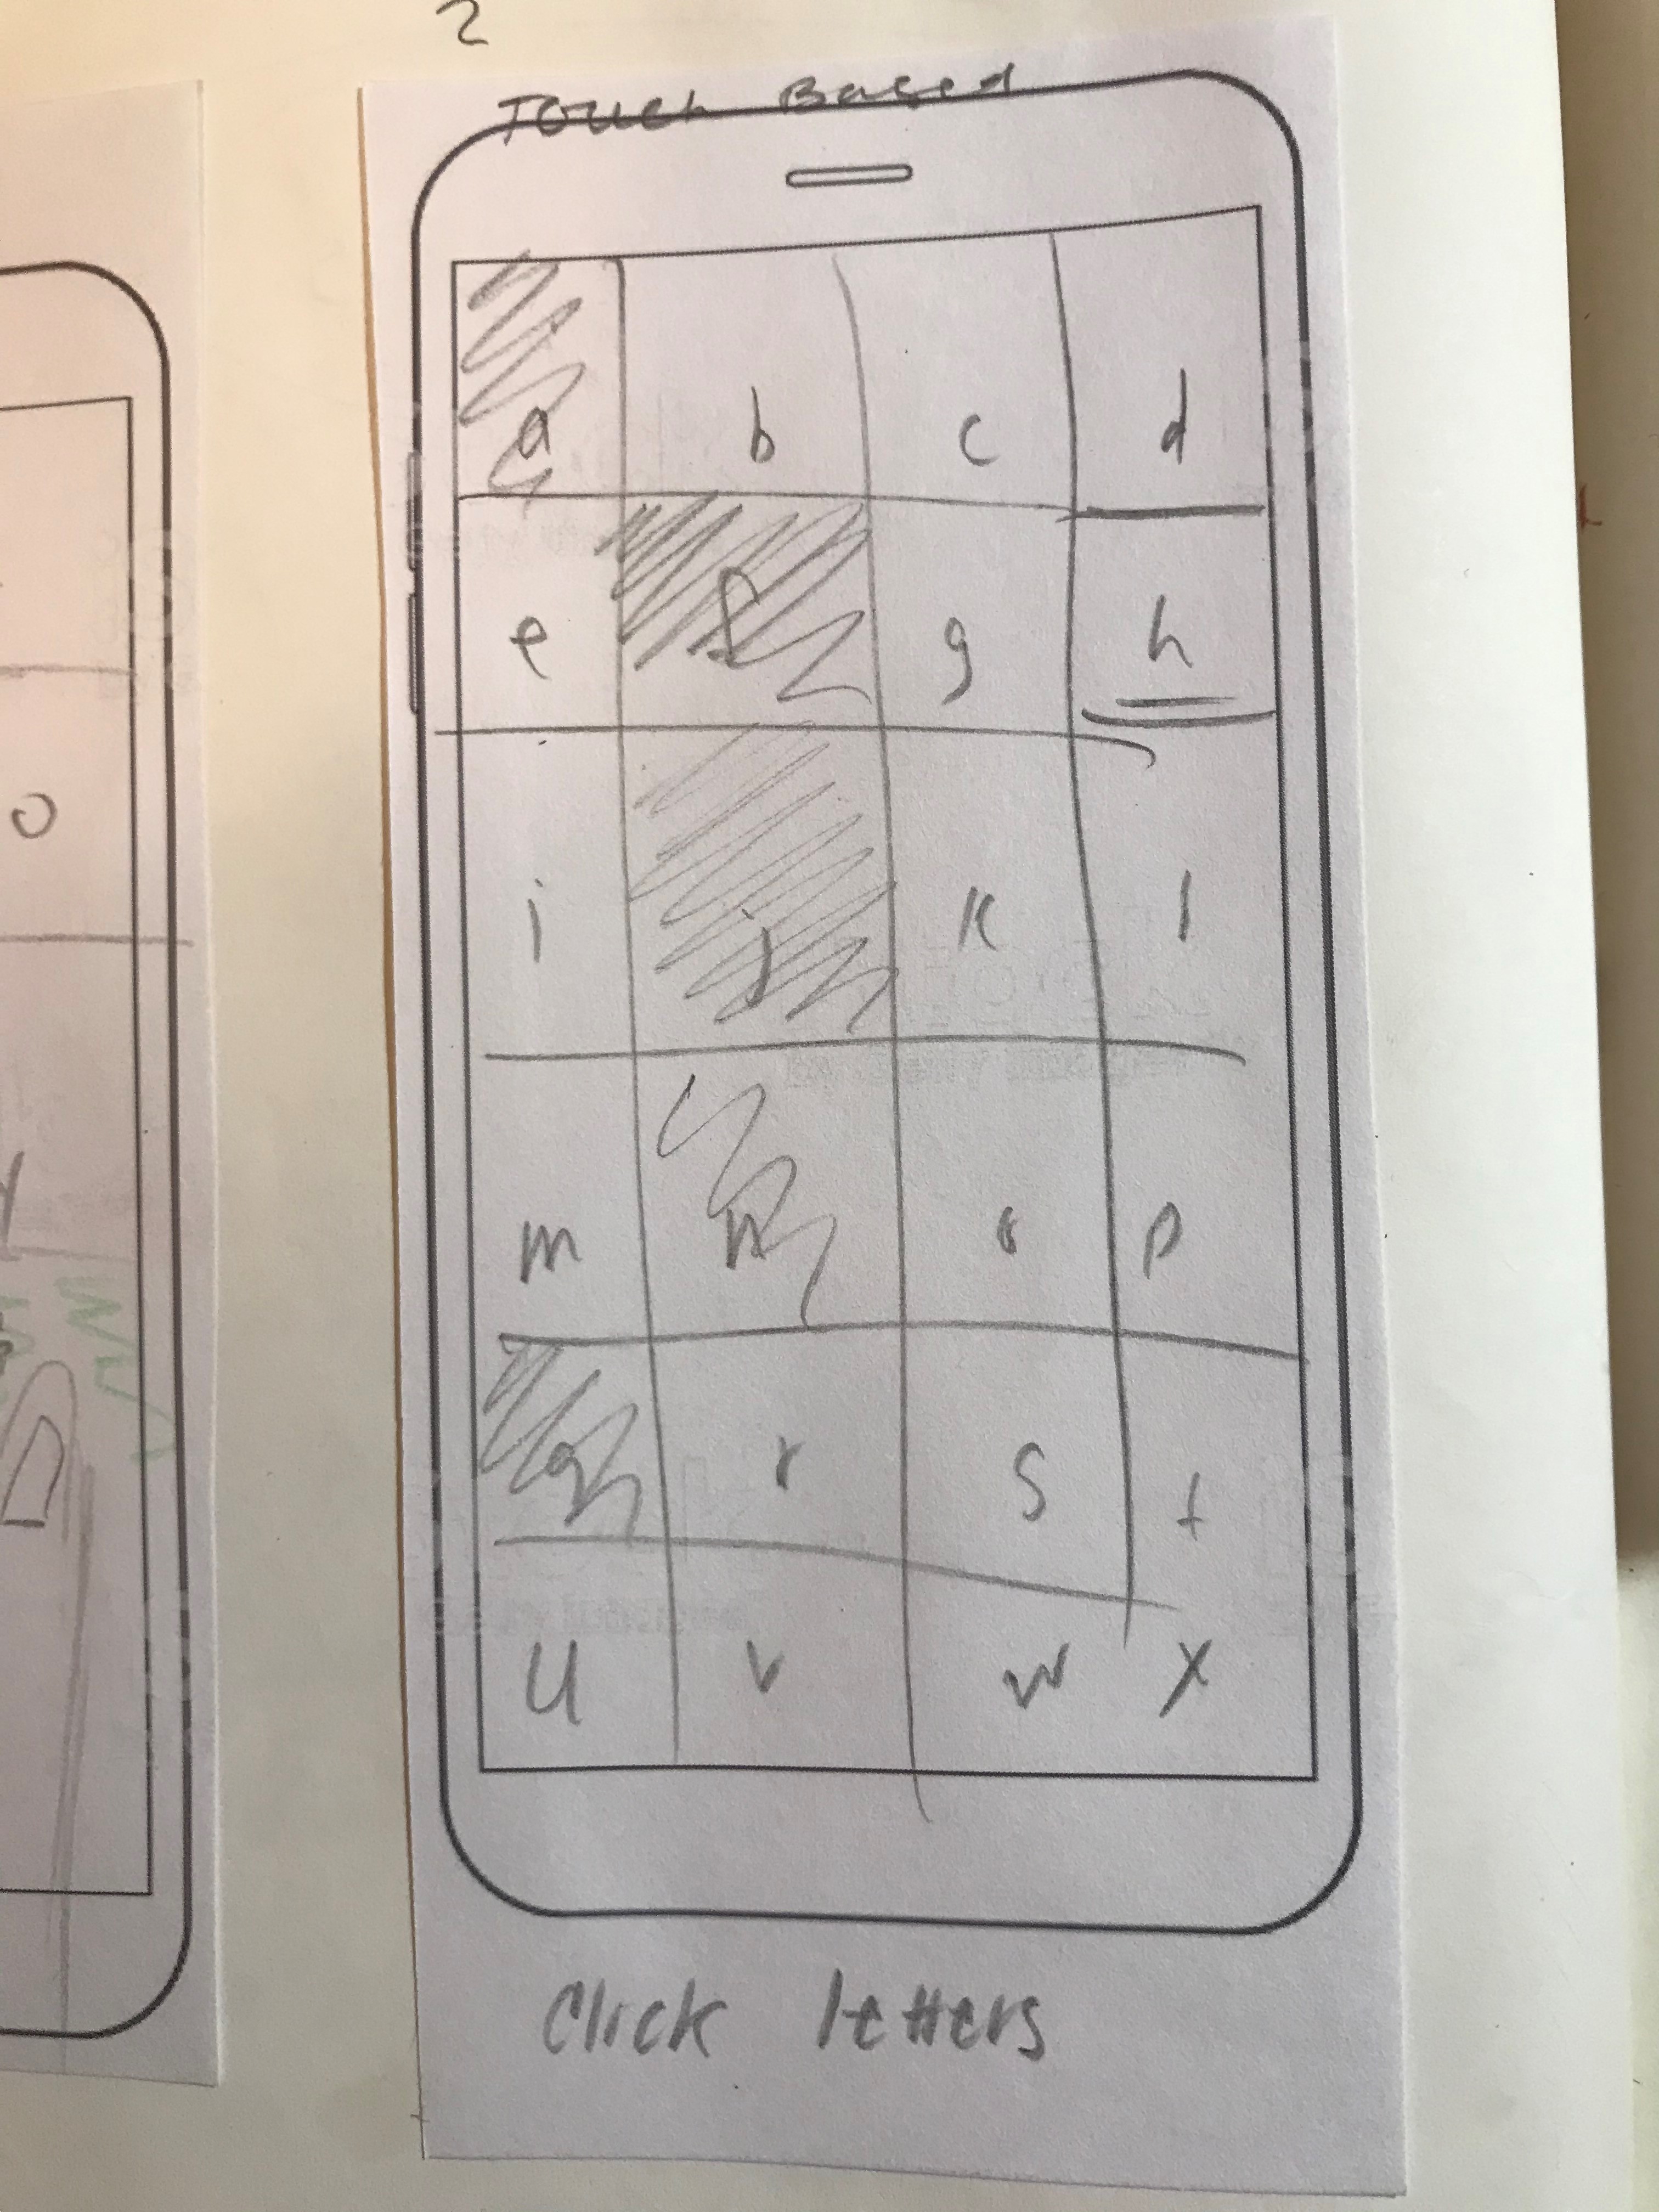 2
Touch Based
a b c d
e f g h
i j k l
m n o p
q r s t
u v w x
Click letters
o